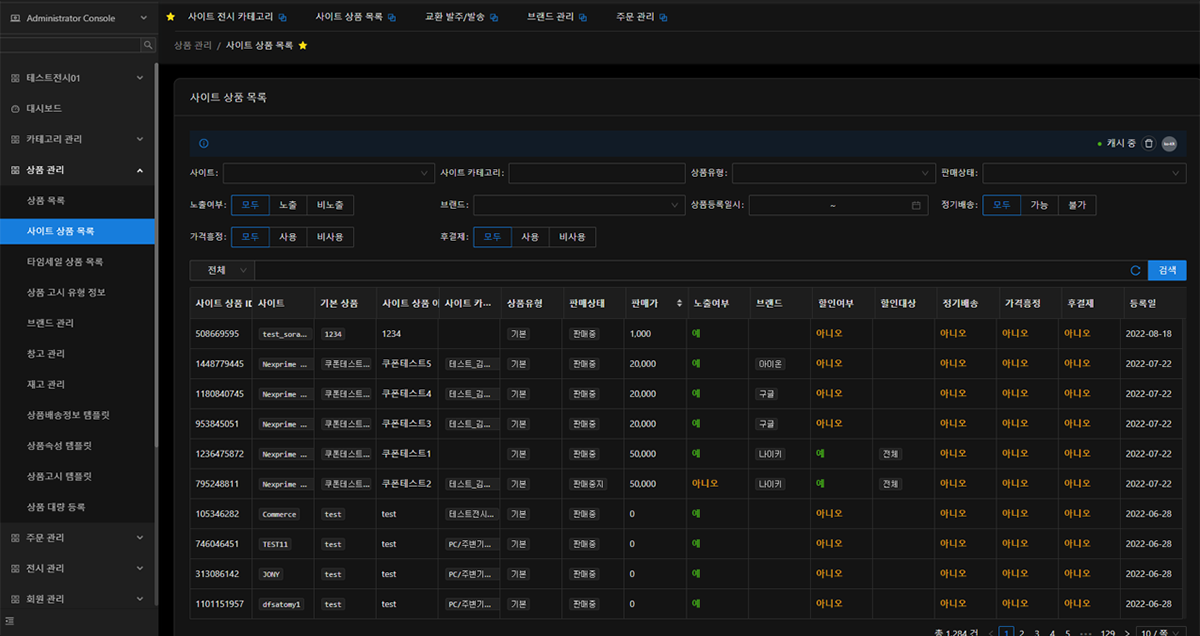 Administrator Console
사이트 전시 카테고리 사이트 상품 목록 교환 발주/발송 브랜드 관리 주문 관리
상품 관리 / 사이트 상품 목록
테스트전시01
대시보드
카테고리 관리
상품 관리
상품 목록
사이트 상품 목록
타임세일 상품 목록
상품 고시 유형 정보
브랜드 관리
창고 관리
재고 관리
상품배송정보 템플릿
상품속성 템플릿
상품고시 템플릿
상품 대량 등록
주문 관리
전시 관리
회원 관리
사이트 상품 목록
캐시 중
사이트: 사이트 카테고리: 상품유형: 판매상태:
노출여부: 모두 노출 비노출 브랜드: 상품등록일시: ~ 정기배송: 모두 가능 불가
가격흥정: 모두 사용 비사용 후결제: 모두 사용 비사용
전체 검색
사이트 상품 ID 사이트 기본 상품 사이트 상품 이 사이트 카... 상품유형 판매상태 판매가 노출여부 브랜드 할인여부 할인대상 정기배송 가격흥정 후결제 등록일
508669595 test_sora... 1234 1234 기본 판매중 1,000 예 아니오 아니오 아니오 아니오 2022-08-18
1448779445 Nexprime ... 쿠폰테스트... 쿠폰테스트5 테스트_김... 기본 판매중 20,000 예 아이온 아니오 아니오 아니오 아니오 2022-07-22
1180840745 Nexprime ... 쿠폰테스트... 쿠폰테스트4 테스트_김... 기본 판매중 20,000 예 구글 아니오 아니오 아니오 아니오 2022-07-22
953845051 Nexprime ... 쿠폰테스트... 쿠폰테스트3 테스트_김... 기본 판매중 20,000 예 구글 아니오 아니오 아니오 아니오 2022-07-22
1236475872 Nexprime ... 쿠폰테스트... 쿠폰테스트1 기본 판매중 50,000 예 나이키 예 전체 아니오 아니오 아니오 2022-07-22
795248811 Nexprime ... 쿠폰테스트... 쿠폰테스트2 테스트_김... 기본 판매중지 50,000 아니오 나이키 예 전체 아니오 아니오 아니오 2022-07-22
105346282 Commerce test test 테스트전시... 기본 판매중 0 예 아니오 아니오 아니오 아니오 2022-06-28
746046451 TEST11 test test PC/주변기... 기본 판매중 0 예 아니오 아니오 아니오 아니오 2022-06-28
313086142 JONY test test PC/주변기... 기본 판매중 0 예 아니오 아니오 아니오 아니오 2022-06-28
1101151957 dfsatomy1 test test PC/주변기... 기본 판매중 0 예 아니오 아니오 아니오 아니오 2022-06-28
총 1,284 건 < 1 2 3 4 5 ... 129 > 10 / 쪽